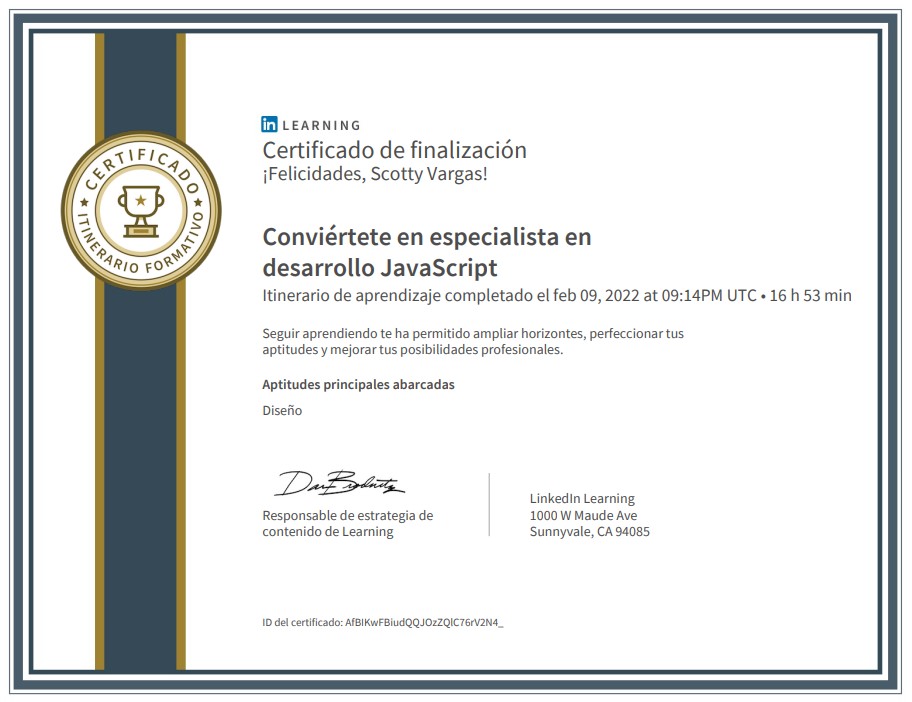 CERTIFICADO
ITINERARIO FORMATIVO
in LEARNING
Certificado de finalización
¡Felicidades, Scotty Vargas!
Conviértete en especialista en
desarrollo JavaScript
Itinerario de aprendizaje completado el feb 09, 2022 at 09:14PM UTC • 16 h 53 min
Seguir aprendiendo te ha permitido ampliar horizontes, perfeccionar tus
aptitudes y mejorar tus posibilidades profesionales.
Aptitudes principales abarcadas
Diseño
Responsable de estrategia de
contenido de Learning
LinkedIn Learning
1000 W Maude Ave
Sunnyvale, CA 94085
ID del certificado: AfBIKwFBiudQQJOzZQlC76rV2N4_